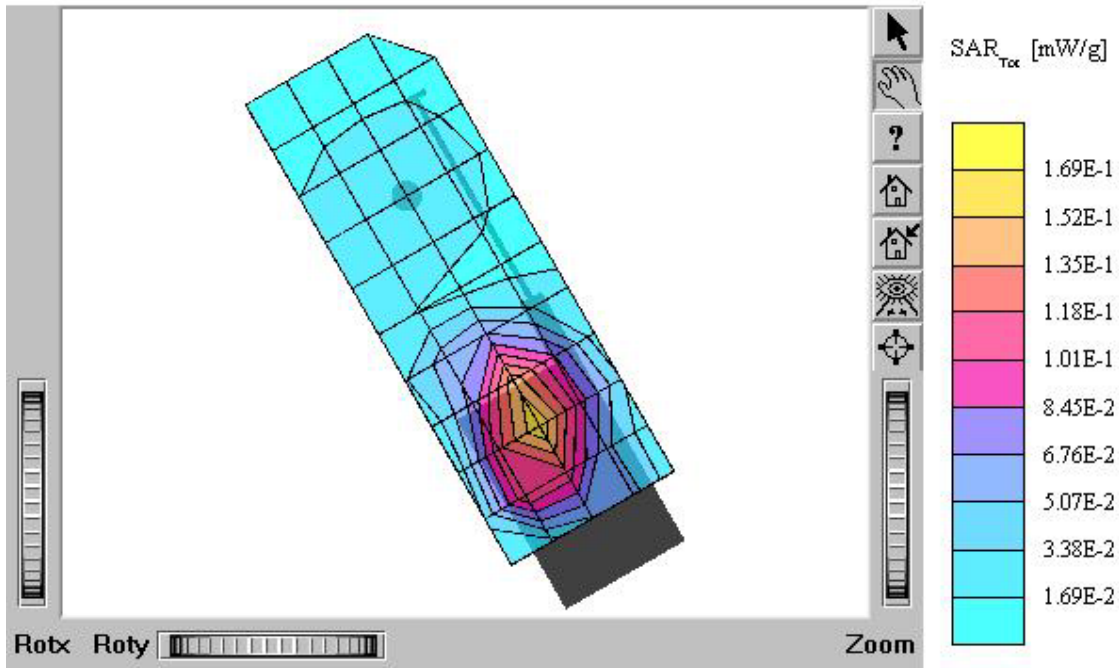 SARTot [mW/g]
?
1.69E-1
1.52E-1
1.35E-1
1.18E-1
1.01E-1
8.45E-2
6.76E-2
5.07E-2
3.38E-2
1.69E-2
Rotx Roty Zoom